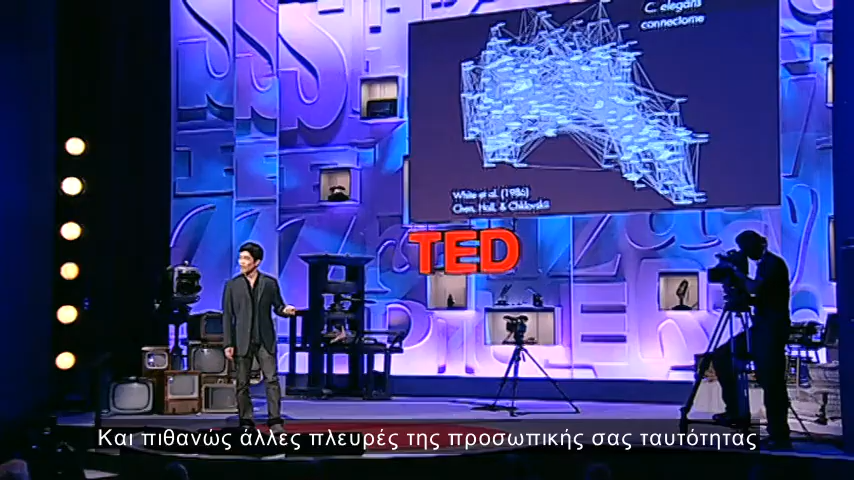 C. elegans
connectome
White et al. (1986)
Chen, Hall, & Chklovskii
TED
Και πιθανώς άλλες πλευρές της προσωπικής σας ταυτότητας